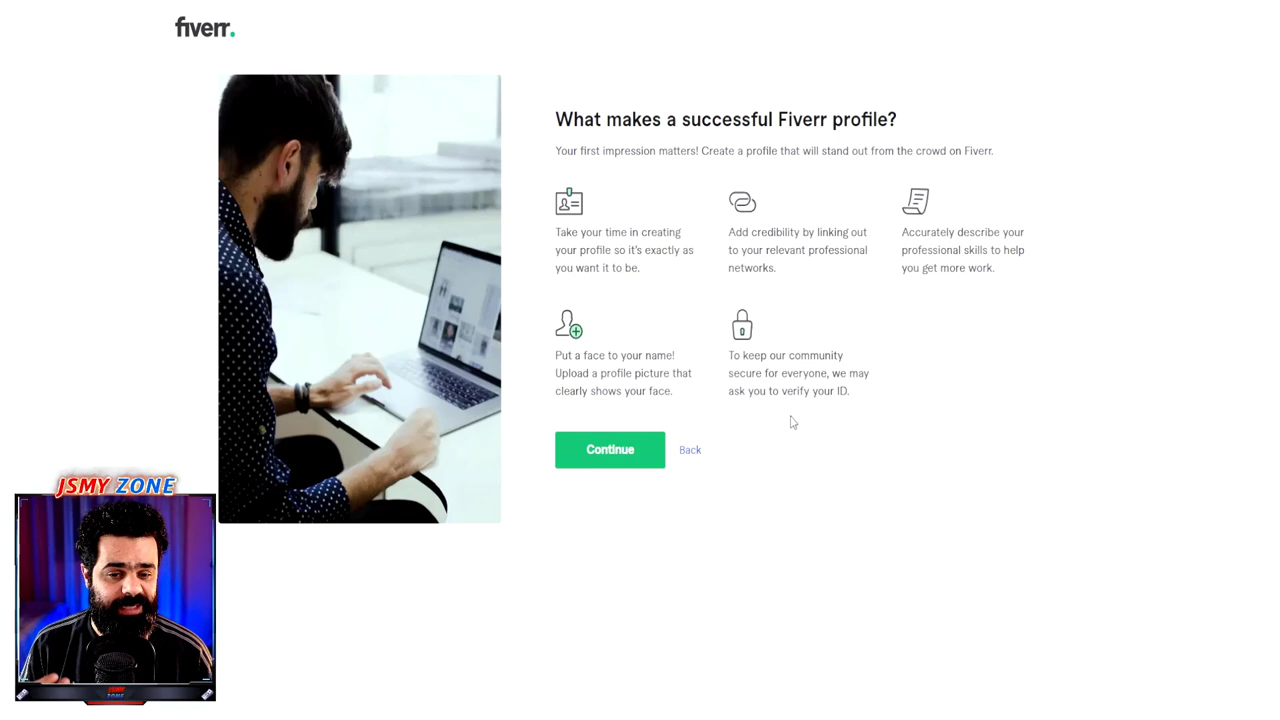 fiverr.
What makes a successful Fiverr profile?
Your first impression matters! Create a profile that will stand out from the crowd on Fiverr.
Take your time in creating
your profile so it's exactly as
you want it to be.
Add credibility by linking out
to your relevant professional
networks.
Accurately describe your
professional skills to help
you get more work.
Put a face to your name!
Upload a profile picture that
clearly shows your face.
To keep our community
secure for everyone, we may
ask you to verify your ID.
Continue
Back
JSMY ZONE
JSMY
ZONE